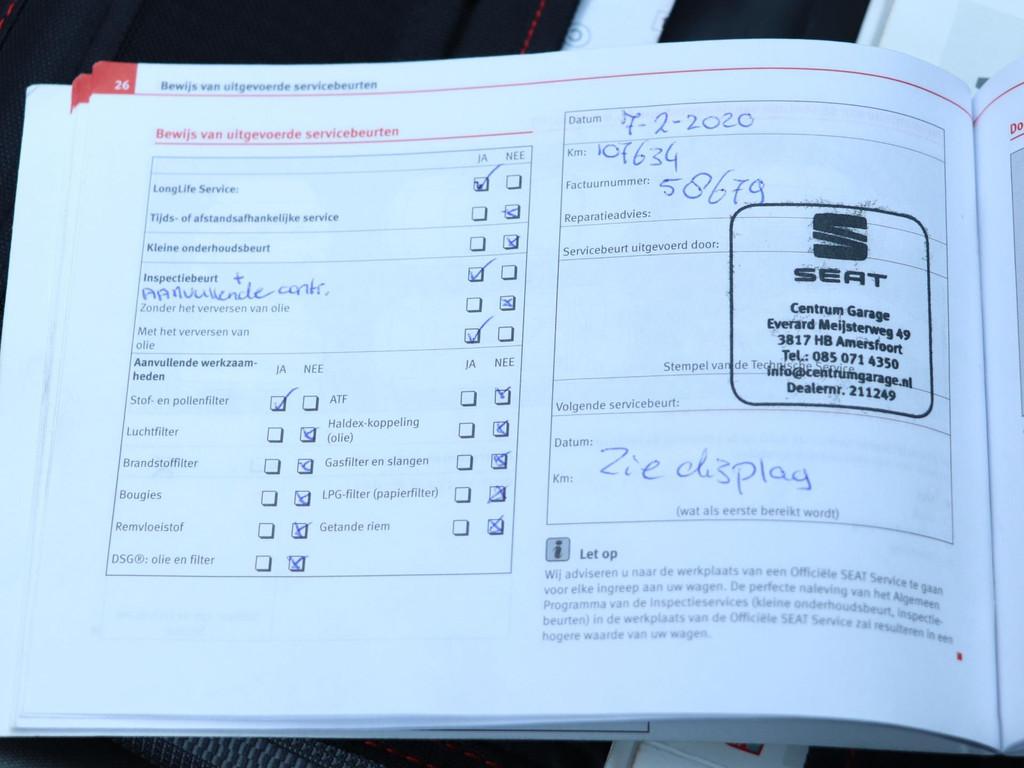 26 Bewijs van uitgevoerde servicebeurten
Bewijs van uitgevoerde servicebeurten
JA NEE
LongLife Service:
Tijds- of afstandsafhankelijke service
Kleine onderhoudsbeurt
Inspectiebeurt +
AANvullende contr.
Zonder het verversen van olie
Met het verversen van
olie
Aanvullende werkzaam-
heden
JA NEE JA NEE
Stof- en pollenfilter ATF
Luchtfilter Haldex-koppeling
(olie)
Brandstoffilter Gasfilter en slangen
Bougies LPG-filter (papierfilter)
Remvloeistof Getande riem
DSG®: olie en filter
Datum 7-2-2020
Km: 107634
Factuurnummer: 58679
Reparatieadvies:
Servicebeurt uitgevoerd door:
SEAT
Centrum Garage
Everard Meijsterweg 49
3817 HB Amersfoort
Tel.: 085 071 4350
info@centrumgarage.nl
Dealernr. 211249
Stempel van de Technische Service
Volgende servicebeurt:
Datum:
Km: Zie display
(wat als eerste bereikt wordt)
Let op
Wij adviseren u naar de werkplaats van een Officiële SEAT Service te gaan
voor elke ingreep aan uw wagen. De perfecte naleving van het Algemeen
Programma van de Inspectieservices (kleine onderhoudsbeurt, inspectie-
beurten) in de werkplaats van de Officiële SEAT Service zal resulteren in een
hogere waarde van uw wagen.
Do